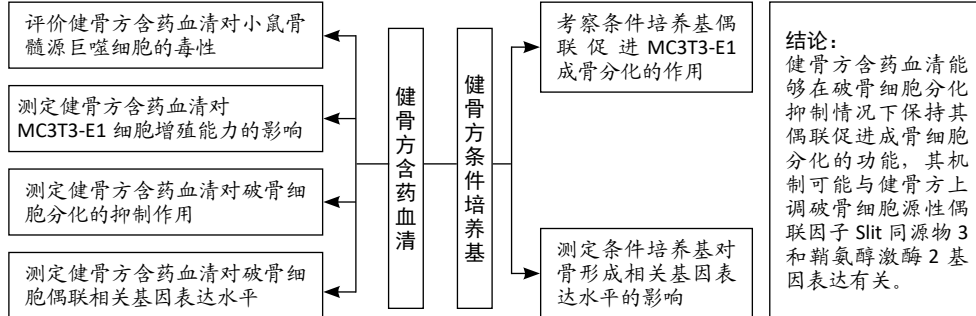 评价健骨方含药血清对小鼠骨
髓源巨噬细胞的毒性
测定健骨方含药血清对
MC3T3-E1 细胞增殖能力的影响
测定健骨方含药血清对破骨细
胞分化的抑制作用
测定健骨方含药血清对破骨细
胞偶联相关基因表达水平
健骨方含药血清
健骨方条件培养基
考察条件培养基偶
联促进MC3T3-E1
成骨分化的作用
测定条件培养基对
骨形成相关基因表
达水平的影响
结论：
健骨方含药血清能
够在破骨细胞分化
抑制情况下保持其
偶联促进成骨细胞
分化的功能，其机
制可能与健骨方上
调破骨细胞源性偶
联因子 Slit 同源物 3
和鞘氨醇激酶 2 基
因表达有关。